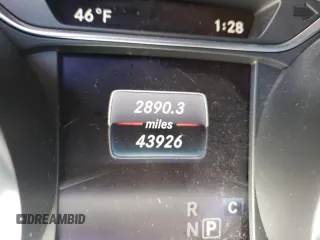 46°F 1:28
2890.3
miles
43926
R C
N P
DREAMBID